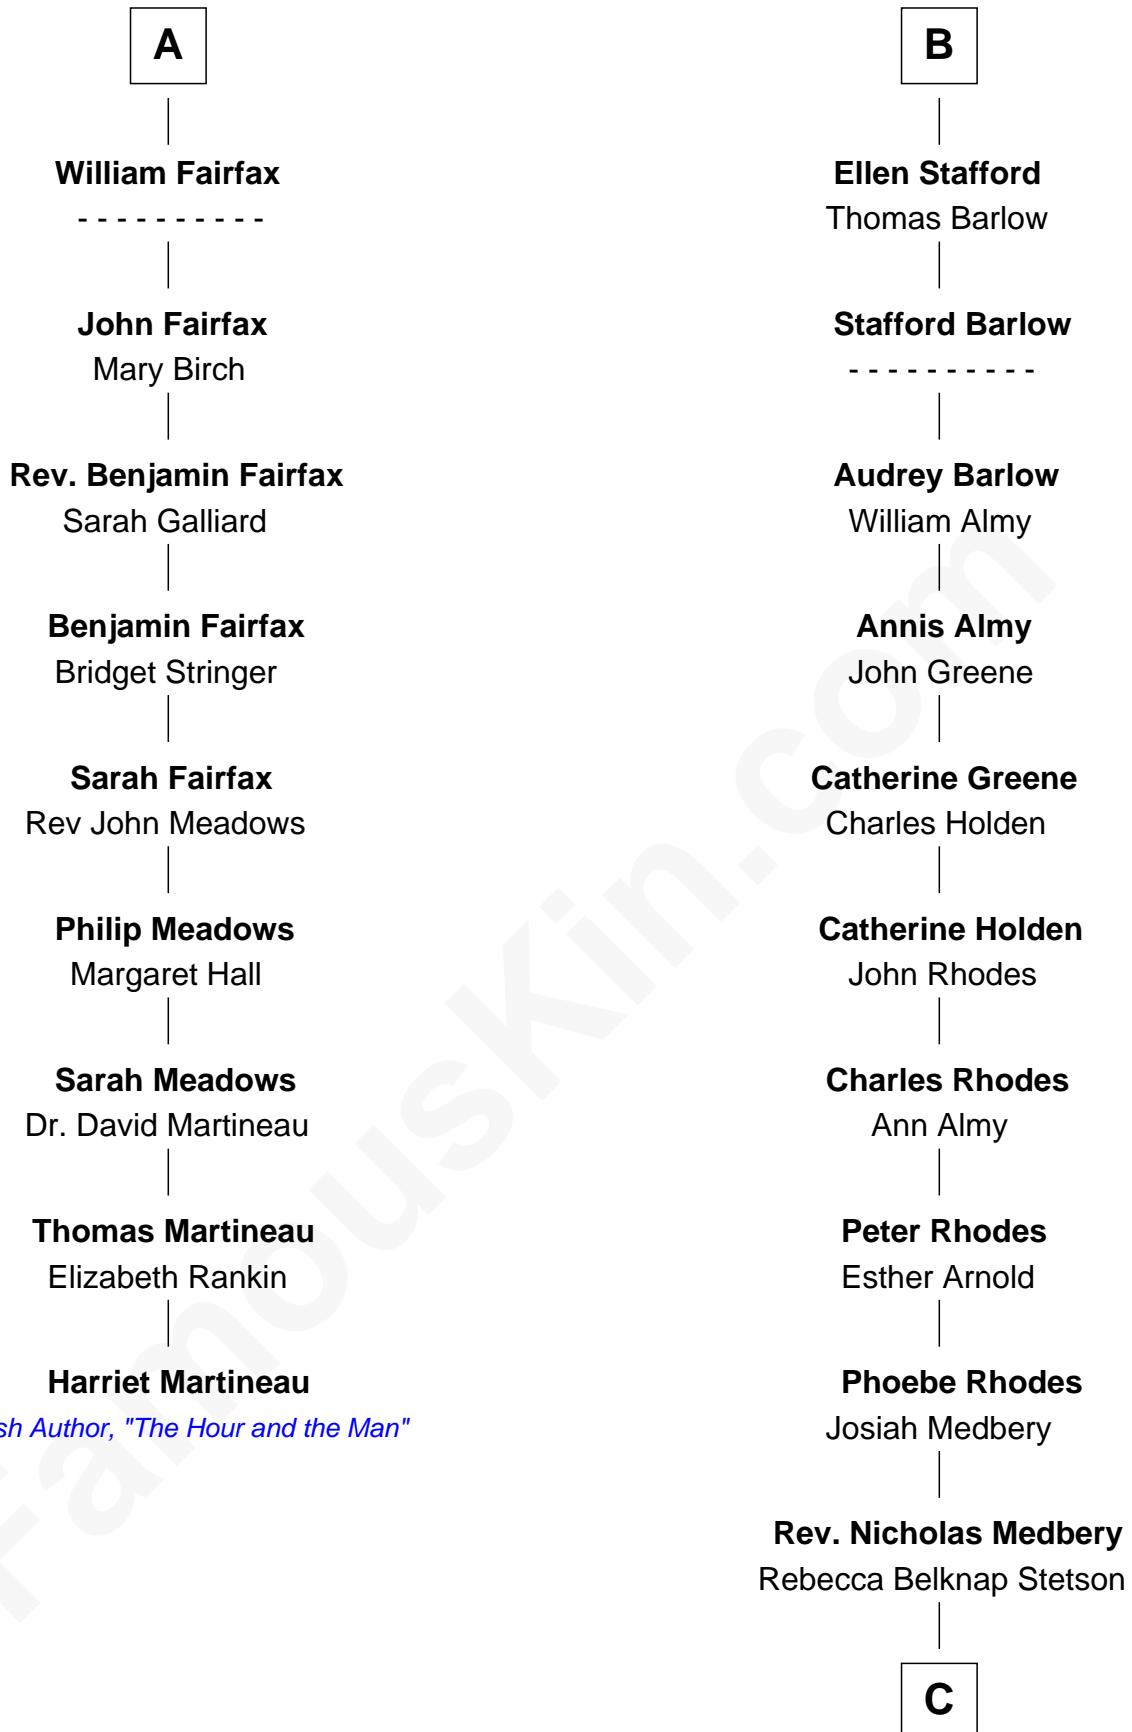 A
William Fairfax
- - - - - - - - - -
John Fairfax
Mary Birch
Rev. Benjamin Fairfax
Sarah Galliard
Benjamin Fairfax
Bridget Stringer
Sarah Fairfax
Rev John Meadows
Philip Meadows
Margaret Hall
Sarah Meadows
Dr. David Martineau
Thomas Martineau
Elizabeth Rankin
Harriet Martineau
sh Author, "The Hour and the Man"
B
Ellen Stafford
Thomas Barlow
Stafford Barlow
- - - - - - - - - -
Audrey Barlow
William Almy
Annis Almy
John Greene
Catherine Greene
Charles Holden
Catherine Holden
John Rhodes
Charles Rhodes
Ann Almy
Peter Rhodes
Esther Arnold
Phoebe Rhodes
Josiah Medbery
Rev. Nicholas Medbery
Rebecca Belknap Stetson
C
FamousKin.com